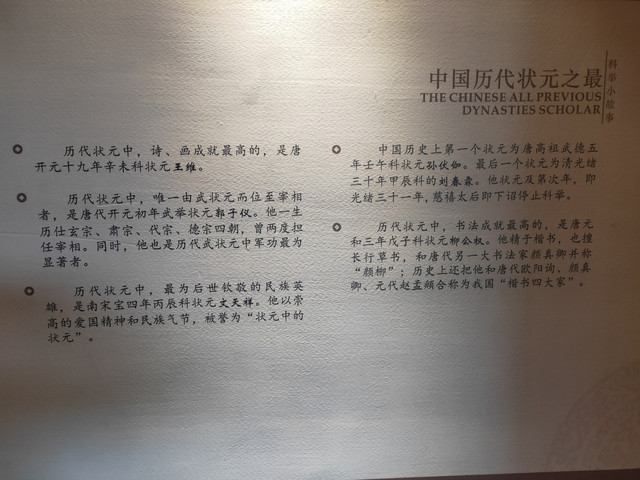 科举小故事
中国历代状元之最
THE CHINESE ALL PREVIOUS
DYNASTIES SCHOLAR
历代状元中，诗、画成就最高的，是唐
开元十九年辛未科状元王维。
历代状元中，唯一由武状元而位至宰相
者，是唐代开元初年武举状元郭子仪。他一生
历仕玄宗、肃宗、代宗、德宗四朝，曾两度担
任宰相。同时，他也是历代武状元中军功最为
显著者。
历代状元中，最为后世钦敬的民族英
雄，是南宋宝四年丙辰科状元文天祥。他以崇
高的爱国精神和民族气节，被誉为“状元中的
状元”。
中国历史上第一个状元为唐高祖武德五
年壬午科状元孙伏伽。最后一个状元为清光绪
三十年甲辰科的刘春霖。他状元及第次年，即
光绪三十一年，慈禧太后即下诏停止科举。
历代状元中，书法成就最高的，是唐元
和三年戊子科状元柳公权。他精于楷书，也擅
长行草书，和唐代另一大书法家颜真卿并称
“颜柳”；历史上还把他和唐代欧阳询、颜真
卿、元代赵孟頫合称为我国“楷书四大家”。